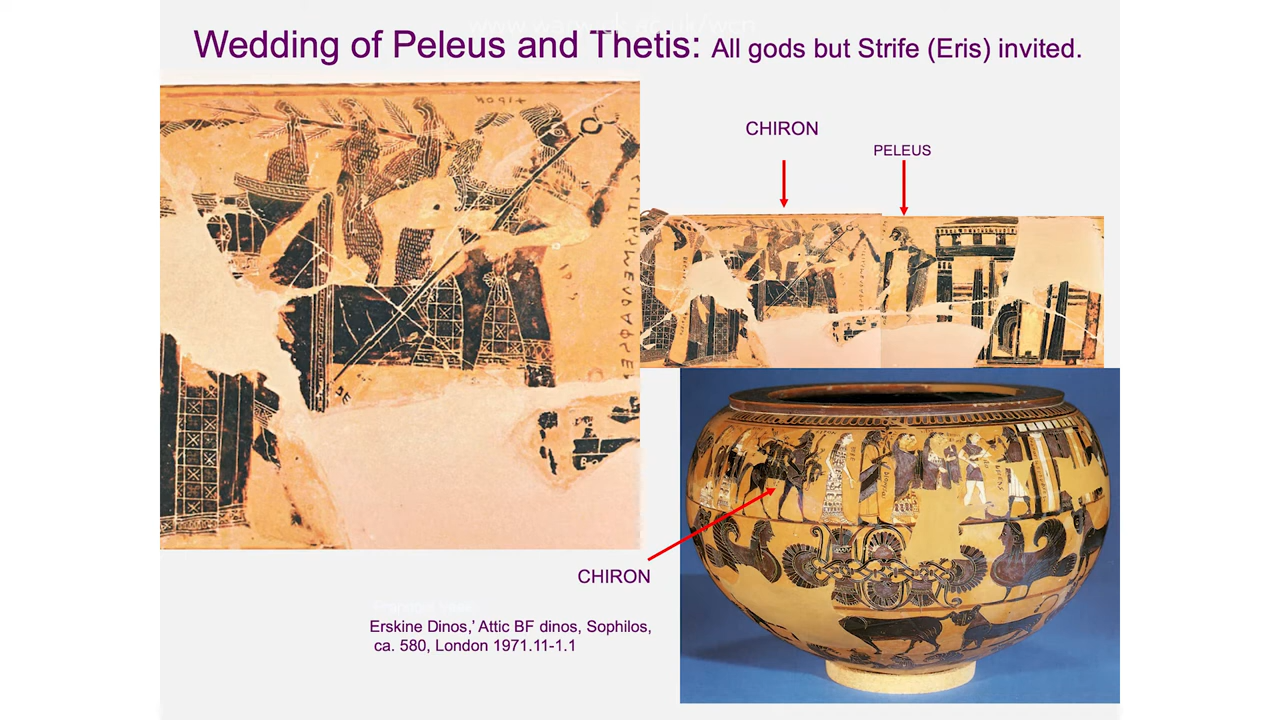 Wedding of Peleus and Thetis: All gods but Strife (Eris) invited.
CHIRON
PELEUS
CHIRON
Erskine Dinos,’ Attic BF dinos, Sophilos,
ca. 580, London 1971.11-1.1